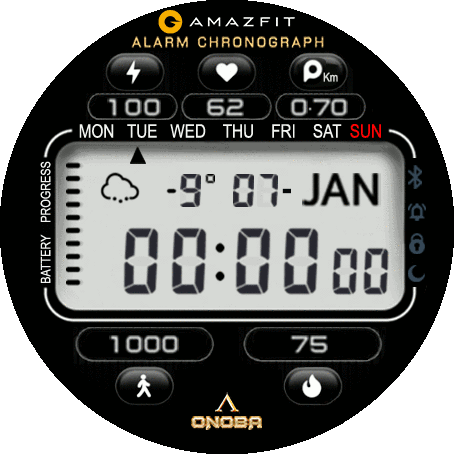 AMAZFIT
ALARM CHRONOGRAPH
Km
100 62 0.70
MON TUE WED THU FRI SAT SUN
BATTERY PROGRESS
-9° 07- JAN
00:00 00
1000 75
ONOBA